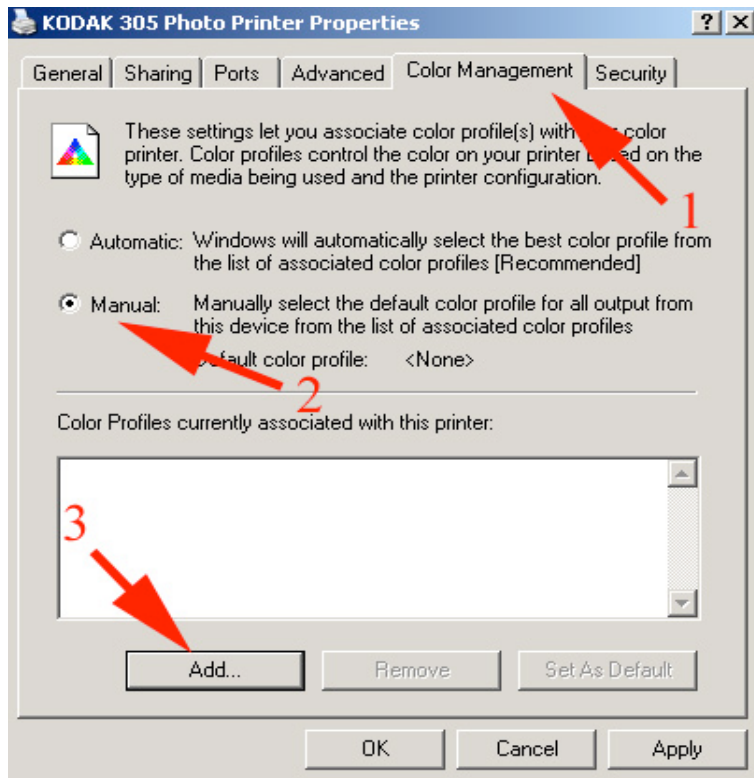 KODAK 305 Photo Printer Properties
General Sharing Ports Advanced Color Management Security
These settings let you associate color profile(s) with color
printer. Color profiles control the color on your printer on the
type of media being used and the printer configuration.
1
Automatic: Windows will automatically select the best color profile from
the list of associated color profiles [Recommended]
Manual: Manually select the default color profile for all output from
this device from the list of associated color profiles
Default color profile: <None>
2
Color Profiles currently associated with this printer:
3
Add... Remove Set As Default
OK Cancel Apply